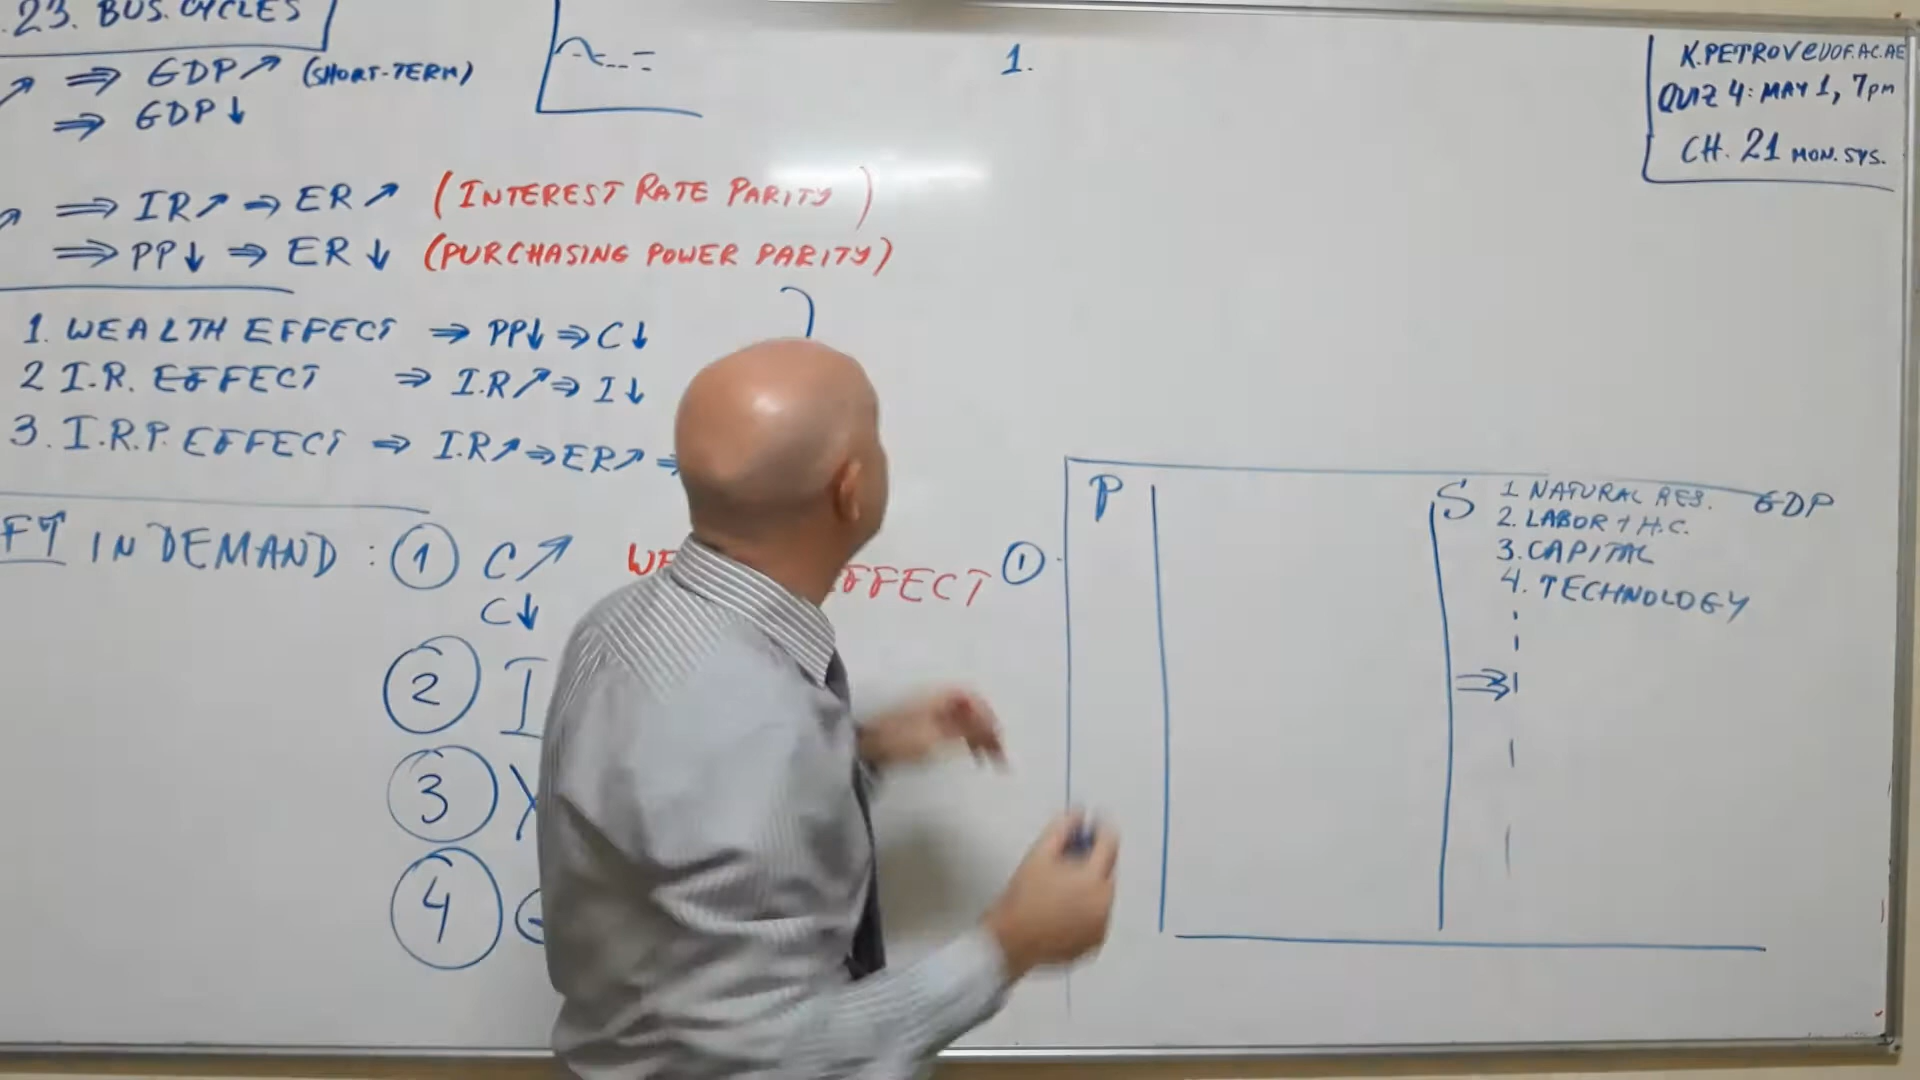 .23. BUS. CYCLES
↗ ⇒ GDP↗ (SHORT-TERM)
⇒ GDP↓
↗ ⇒ IR↗ ⇒ ER↗ (INTEREST RATE PARITY)
⇒ PP↓ ⇒ ER↓ (PURCHASING POWER PARITY)
1. WEALTH EFFECT ⇒ PP↓ ⇒ C↓
2 I.R. EFFECT ⇒ I.R↗ ⇒ I↓
3. I.R.P. EFFECT ⇒ I.R↗ ⇒ ER↗ ⇒
FT IN DEMAND : ① C↗
C↓
② I
③
④
1.
K.PETROV@UOF.AC.AE
QUIZ 4: MAY 1, 7pm
CH. 21 MON. SYS.
①
P
S
1 NATURAL RES.
2. LABOR + H.C.
3. CAPITAL
4. TECHNOLOGY
GDP